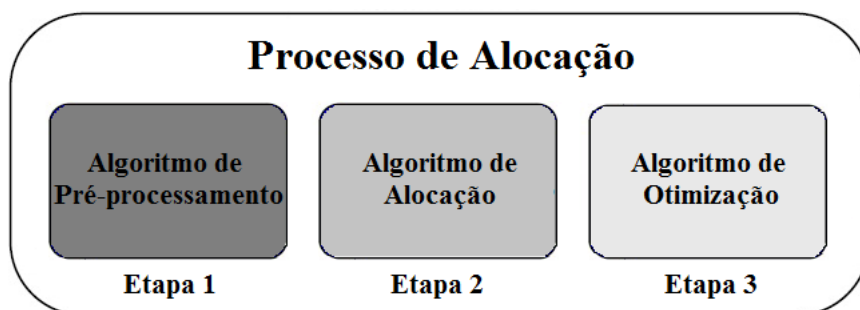 Processo de Alocação
Algoritmo de
Pré-processamento
Algoritmo de
Alocação
Algoritmo de
Otimização
Etapa 1
Etapa 2
Etapa 3